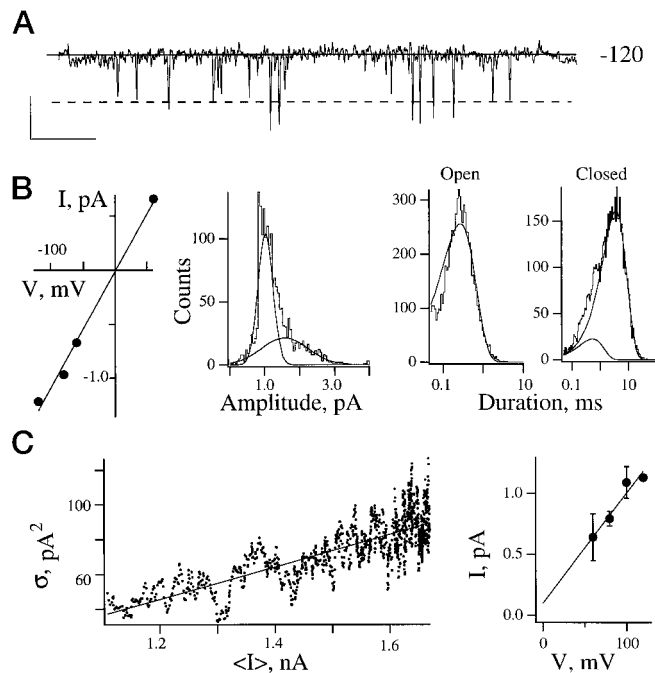 A
-120
B
I, pA
-100
V, mV
-1.0
Counts
100
50
0
1.0 3.0
Amplitude, pA
Open
300
200
100
0
0.1 10
Closed
150
100
50
0
0.1 10
Duration, ms
C
σ, pA²
100
60
1.2 1.4 1.6
<I>, nA
I, pA
1.0
0.5
0.0
0 100
V, mV